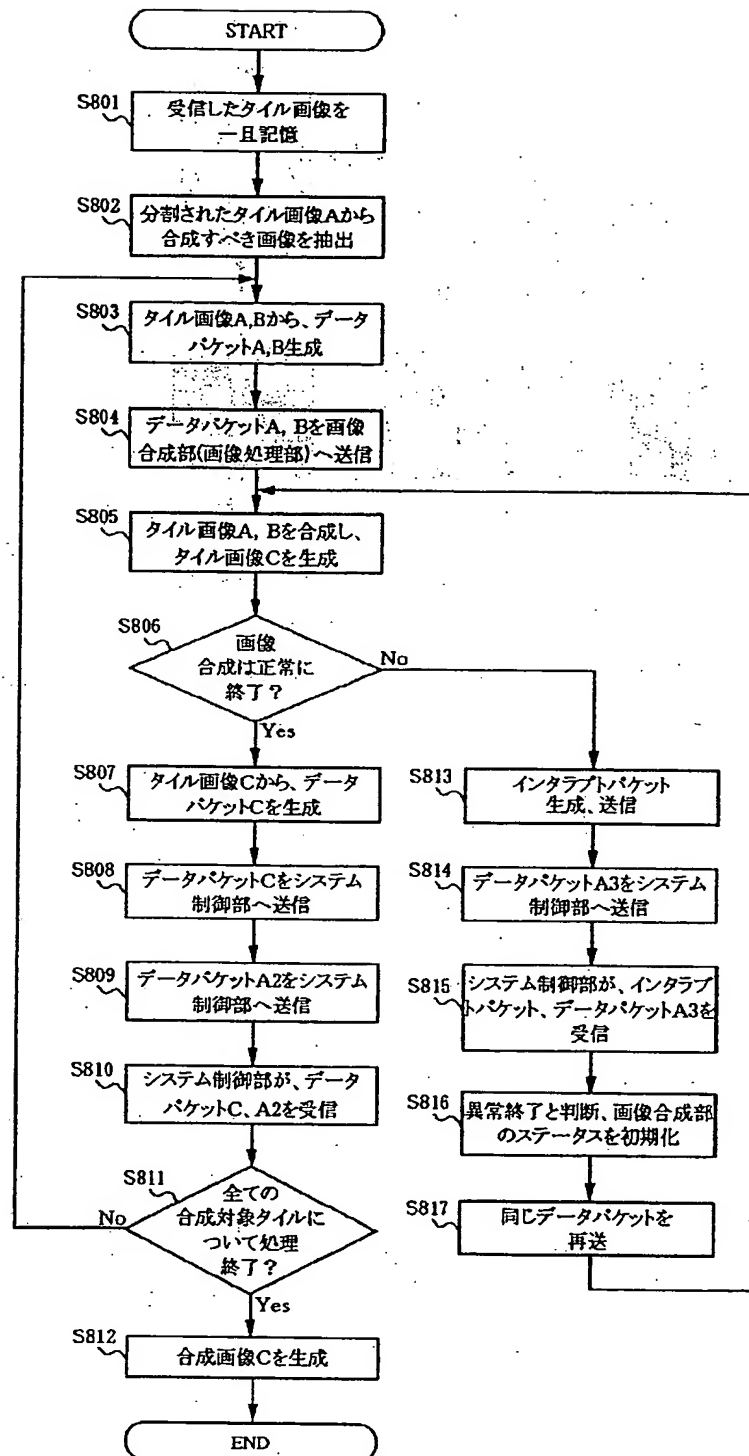 START
S801
受信したタイル画像を
一旦記憶
S802
分割されたタイル画像Aから
合成すべき画像を抽出
S803
タイル画像A,Bから、データ
パケットA,B生成
S804
データパケットA, Bを画像
合成部(画像処理部)へ送信
S805
タイル画像A, Bを合成し、
タイル画像Cを生成
S806
画像
合成は正常に
終了?
No
Yes
S807
タイル画像Cから、データ
パケットCを生成
S808
データパケットCをシステム
制御部へ送信
S809
データパケットA2をシステム
制御部へ送信
S810
システム制御部が、データ
パケットC、A2を受信
S811
全ての
合成対象タイルに
ついて処理
終了?
No
Yes
S812
合成画像Cを生成
END
S813
インタラプトパケット
生成、送信
S814
データパケットA3をシステム
制御部へ送信
S815
システム制御部が、インタラプ
トパケット、データパケットA3を
受信
S816
異常終了と判断、画像合成部
のステータスを初期化
S817
同じデータパケットを
再送